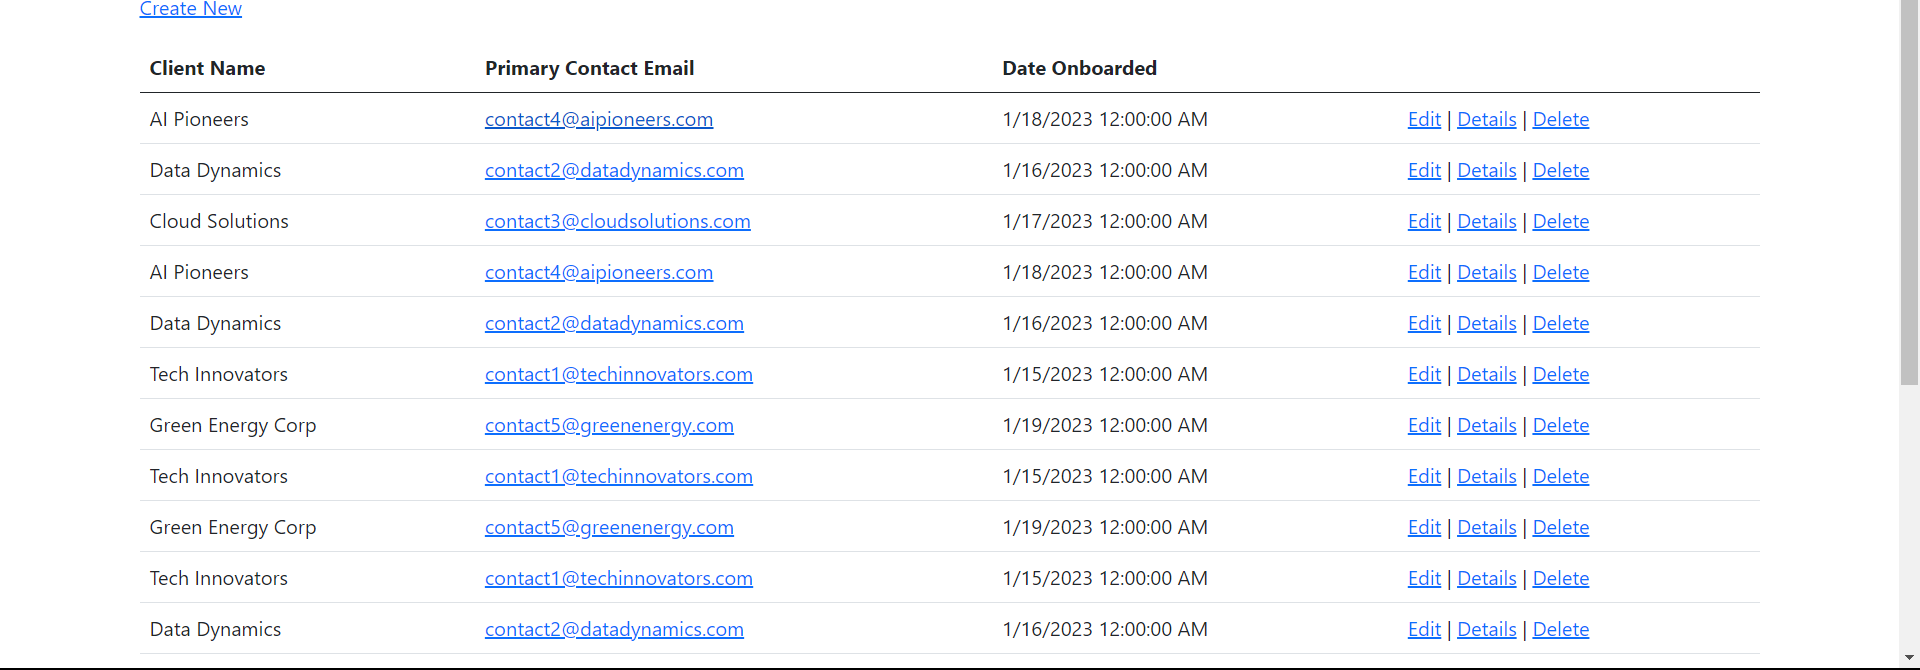 Create New
Client Name Primary Contact Email Date Onboarded
AI Pioneers contact4@aipioneers.com 1/18/2023 12:00:00 AM Edit | Details | Delete
Data Dynamics contact2@datadynamics.com 1/16/2023 12:00:00 AM Edit | Details | Delete
Cloud Solutions contact3@cloudsolutions.com 1/17/2023 12:00:00 AM Edit | Details | Delete
AI Pioneers contact4@aipioneers.com 1/18/2023 12:00:00 AM Edit | Details | Delete
Data Dynamics contact2@datadynamics.com 1/16/2023 12:00:00 AM Edit | Details | Delete
Tech Innovators contact1@techinnovators.com 1/15/2023 12:00:00 AM Edit | Details | Delete
Green Energy Corp contact5@greenenergy.com 1/19/2023 12:00:00 AM Edit | Details | Delete
Tech Innovators contact1@techinnovators.com 1/15/2023 12:00:00 AM Edit | Details | Delete
Green Energy Corp contact5@greenenergy.com 1/19/2023 12:00:00 AM Edit | Details | Delete
Tech Innovators contact1@techinnovators.com 1/15/2023 12:00:00 AM Edit | Details | Delete
Data Dynamics contact2@datadynamics.com 1/16/2023 12:00:00 AM Edit | Details | Delete